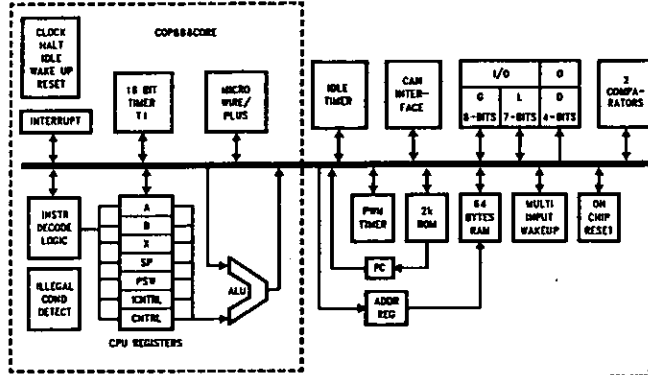 COP888CORE
CLOCK
HALT
IDLE
WAKE UP
RESET
INTERRUPT
16 BIT
TIMER
T1
MICRO
WIRE/
PLUS
IDLE
TIMER
CAN
INTER-
FACE
I/O
O
G
L
D
8-BITS
7-BITS
4-BITS
2
COMPA-
RATORS
INSTR
DECODE
LOGIC
ILLEGAL
COND
DETECT
A
B
X
SP
PSW
ICNTRL
CNTRL
CPU REGISTERS
ALU
PWM
TIMER
2k
ROM
64
BYTES
RAM
MULTI
INPUT
WAKEUP
ON
CHIP
RESET
PC
ADDR
REG